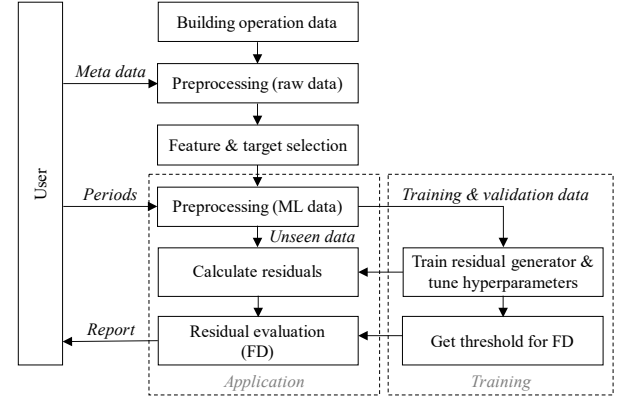 Building operation data
Meta data
Preprocessing (raw data)
Feature & target selection
User
Periods
Preprocessing (ML data)
Training & validation data
Unseen data
Calculate residuals
Train residual generator &
tune hyperparameters
Report
Residual evaluation
(FD)
Get threshold for FD
Application
Training